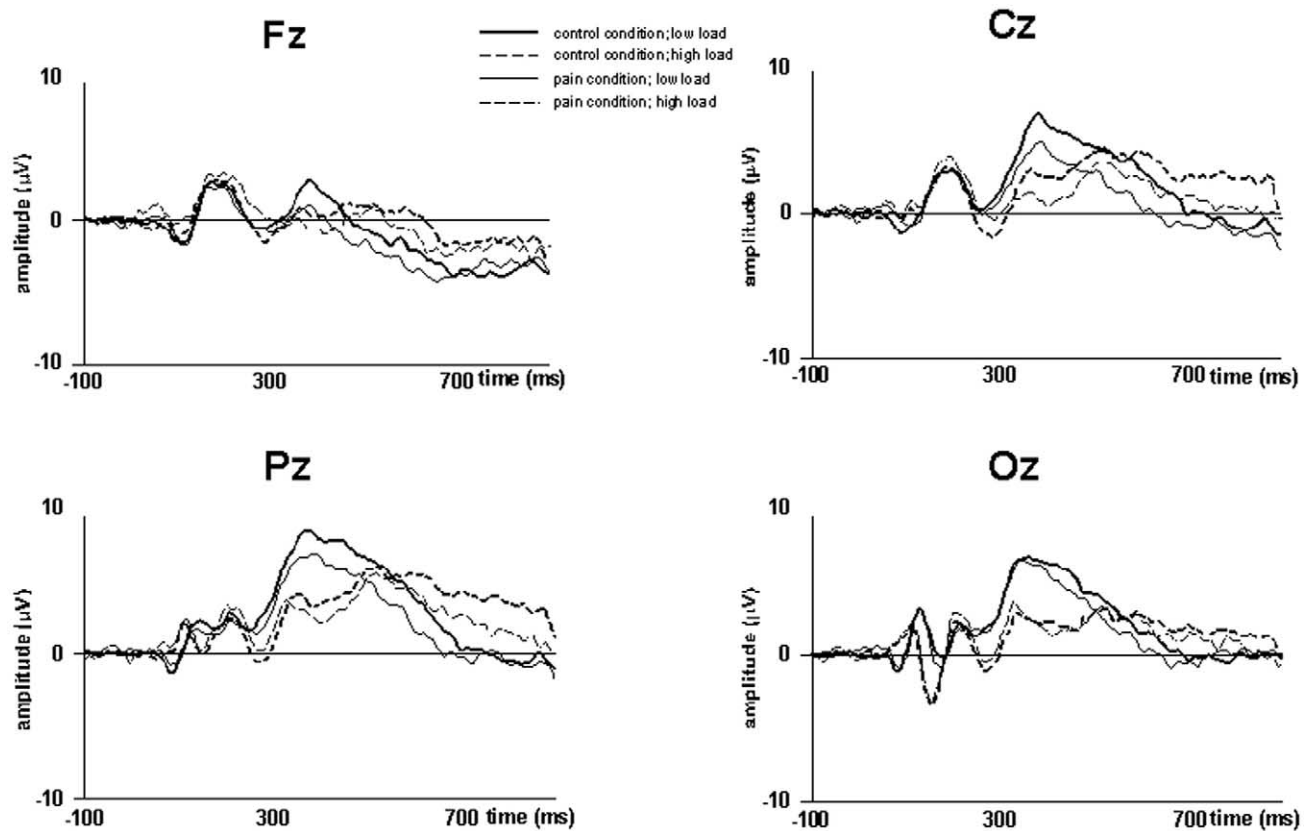 Fz
10
0
-10
amplitude (µV)
-100 300 700 time (ms)
control condition; low load
control condition; high load
pain condition; low load
pain condition; high load
Cz
10
0
-10
amplitude (µV)
-100 300 700 time (ms)
Pz
10
0
-10
amplitude (µV)
-100 300 700 time (ms)
Oz
10
0
-10
amplitude (µV)
-100 300 700 time (ms)